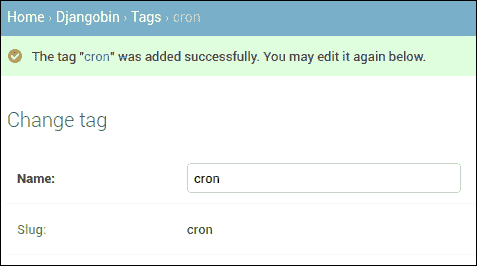 Home › Djangobin › Tags › cron
The tag "cron" was added successfully. You may edit it again below.
Change tag
Name: cron
Slug: cron